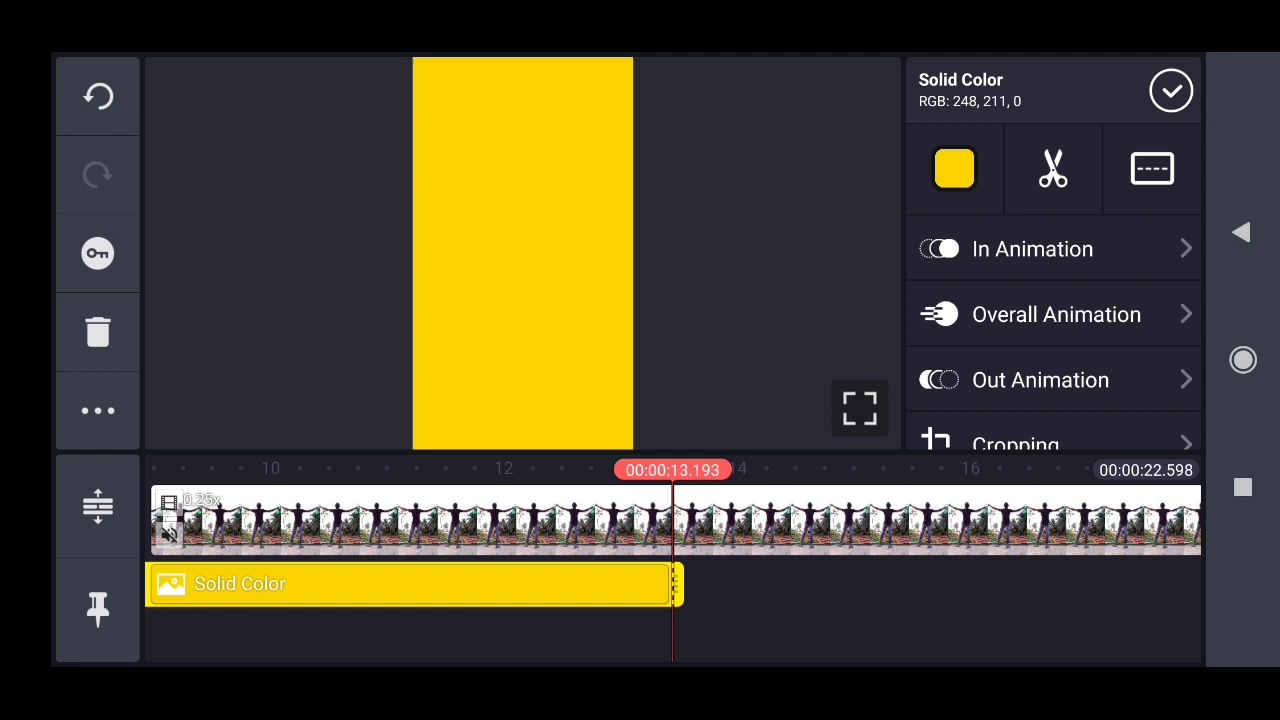 Solid Color
RGB: 248, 211, 0
In Animation
Overall Animation
Out Animation
Cropping
10
12
00:00:13.193
14
16
00:00:22.598
0.25x
Solid Color